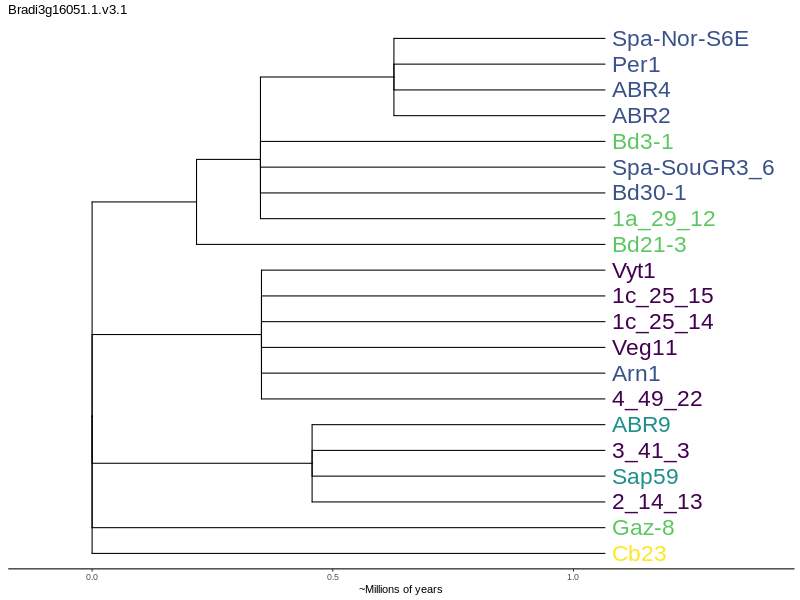 Bradi3g16051.1.v3.1
Spa-Nor-S6E
Per1
ABR4
ABR2
Bd3-1
Spa-SouGR3_6
Bd30-1
1a_29_12
Bd21-3
Vyt1
1c_25_15
1c_25_14
Veg11
Arn1
4_49_22
ABR9
3_41_3
Sap59
2_14_13
Gaz-8
Cb23
0.0 0.5 1.0
~Millions of years